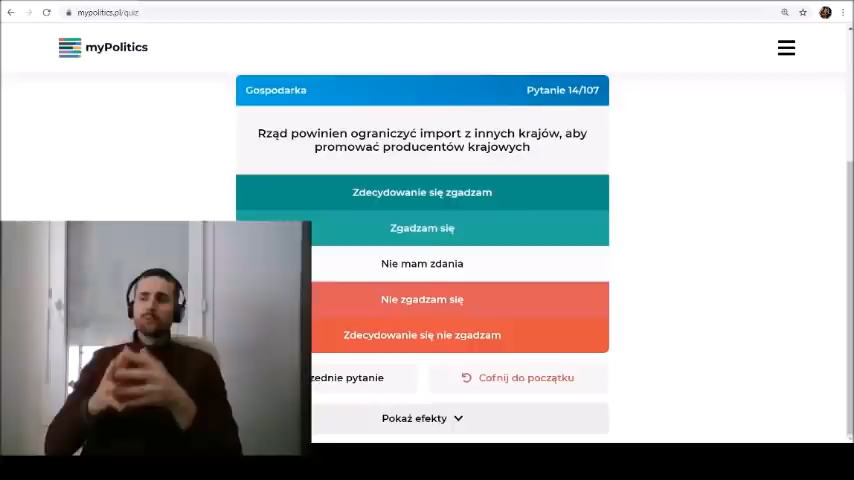 mypolitics.pl/quiz
myPolitics
Gospodarka
Pytanie 14/107
Rząd powinien ograniczyć import z innych krajów, aby
promować producentów krajowych
Zdecydowanie się zgadzam
Zgadzam się
Nie mam zdania
Nie zgadzam się
Zdecydowanie się nie zgadzam
pytanie
Cofnij do początku
Pokaż efekty